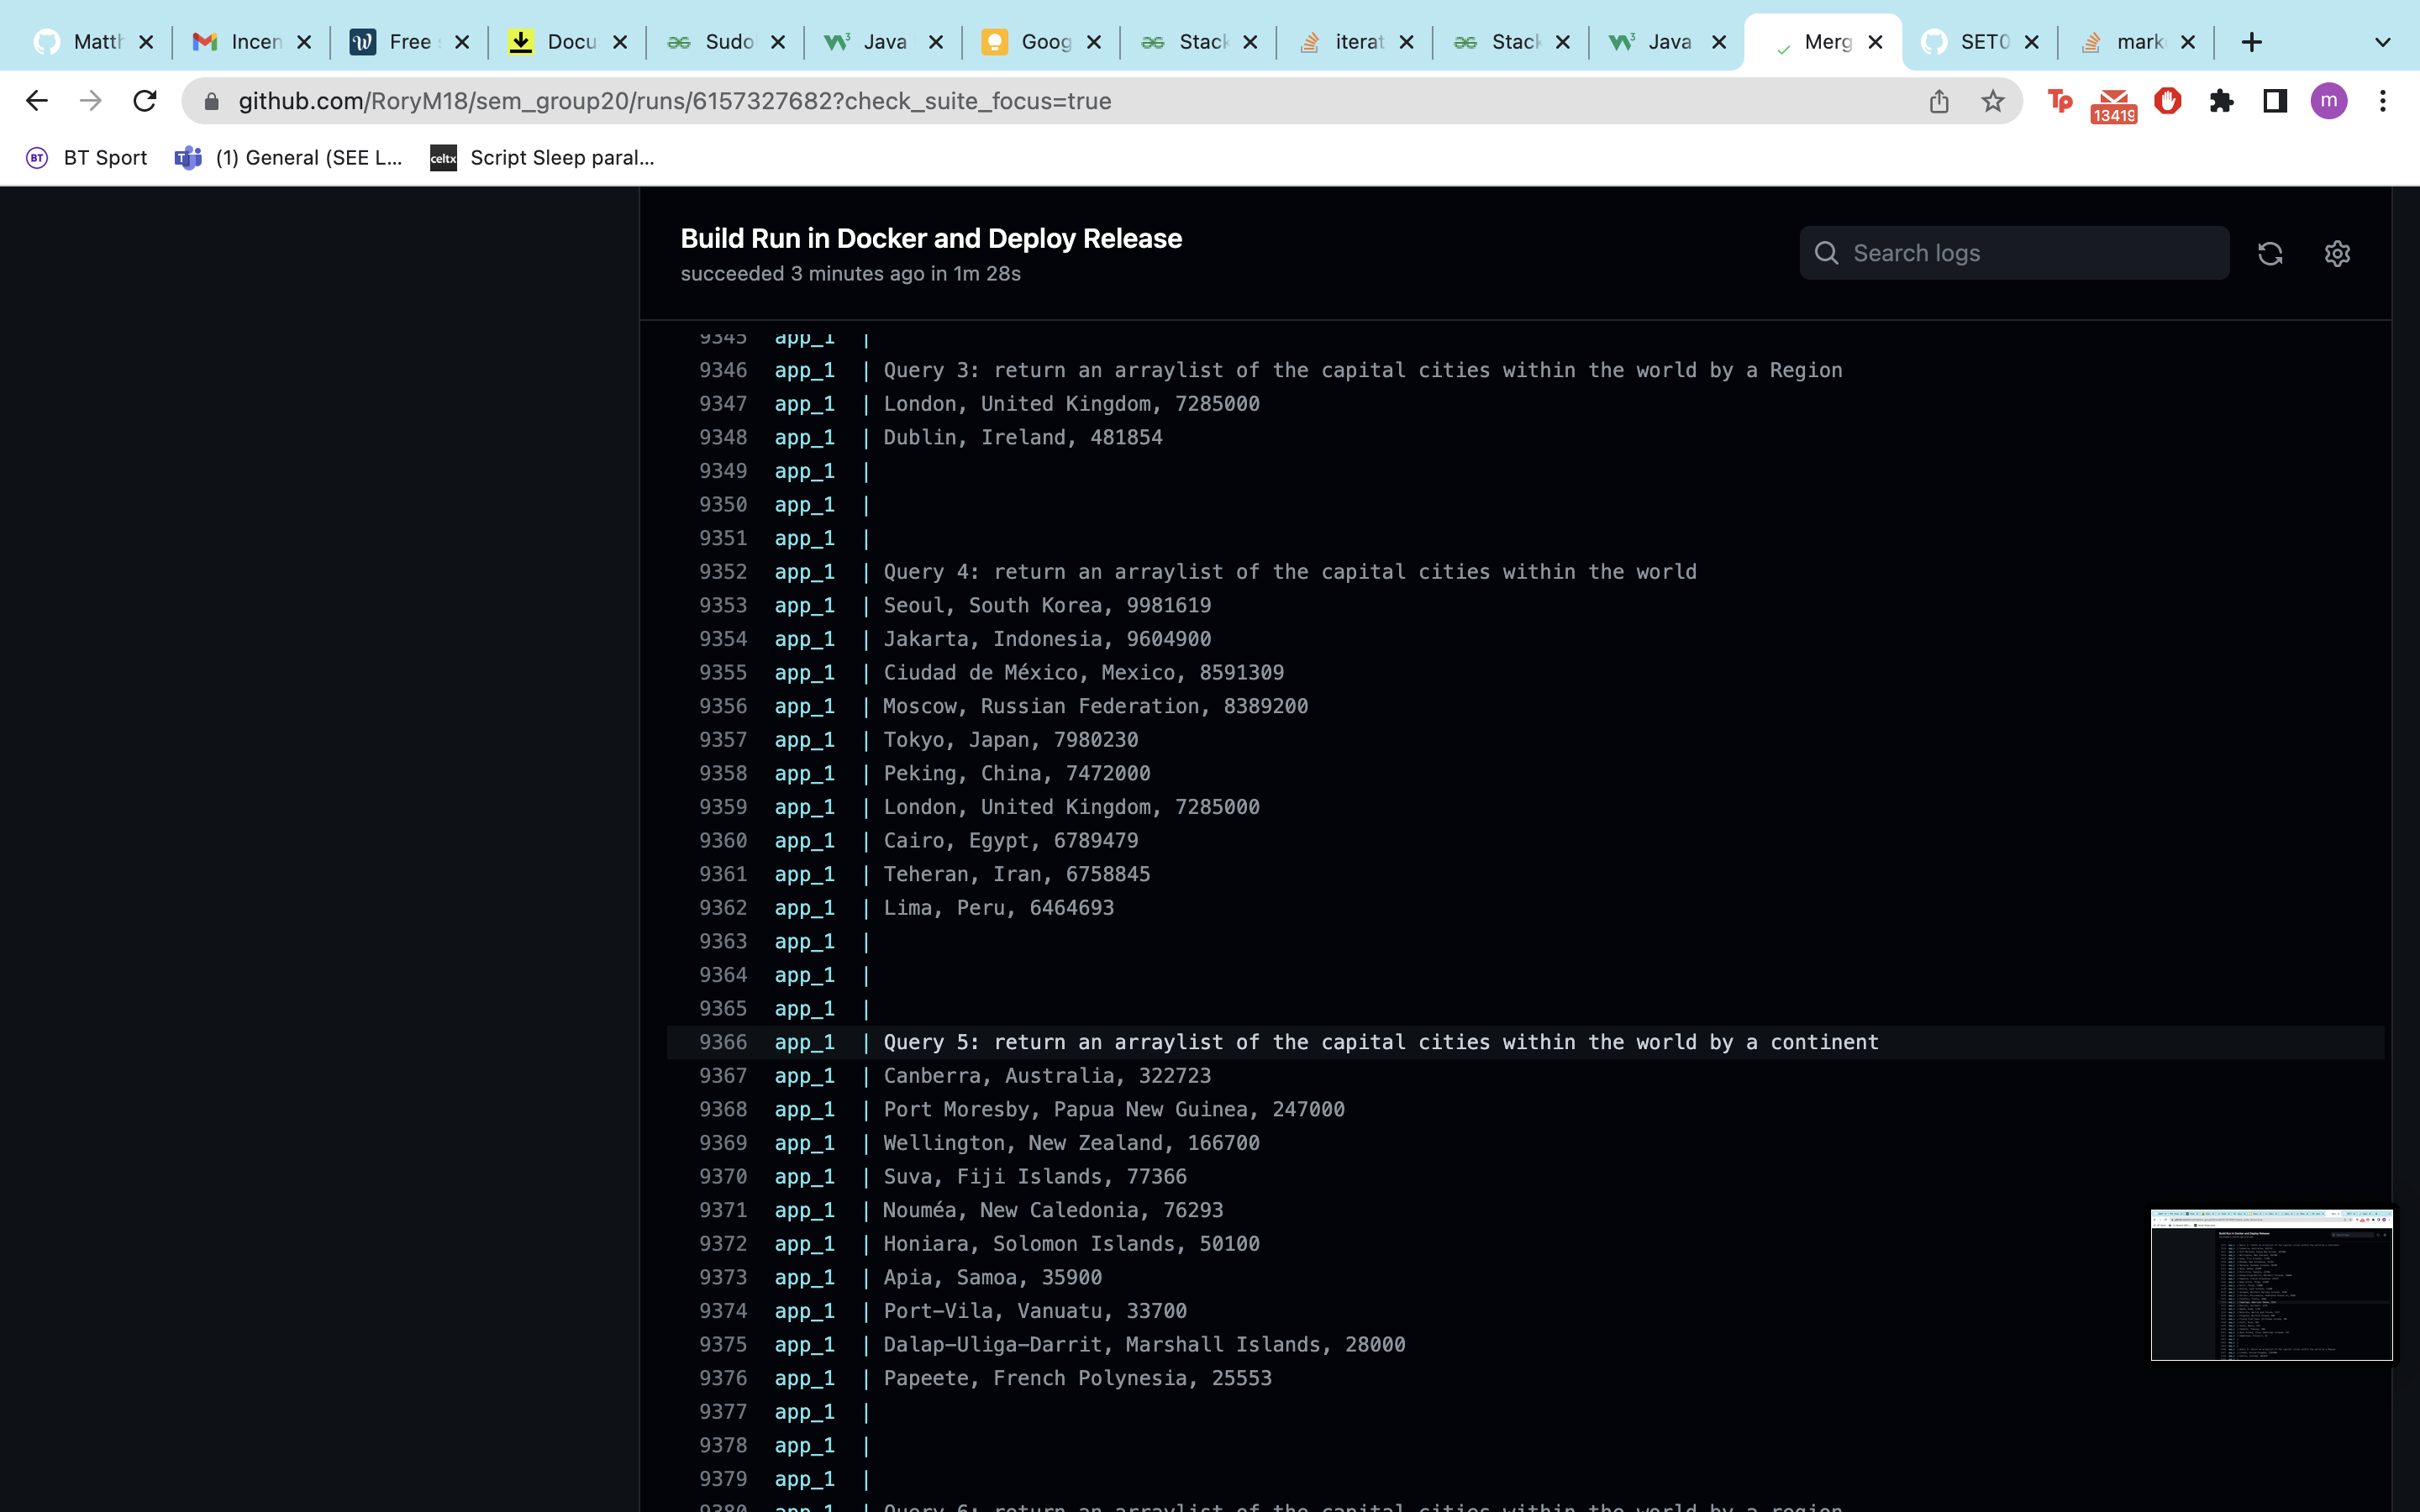 Matth Incen Free Docu Sudo Java Goog Stack iterat Stack Java Merg SET0 mark
github.com/RoryM18/sem_group20/runs/6157327682?check_suite_focus=true
Tp 13419 m
BT BT Sport (1) General (SEE L... celtx Script Sleep paral...
Build Run in Docker and Deploy Release
succeeded 3 minutes ago in 1m 28s
Search logs
9345 app_1 |
9346 app_1 | Query 3: return an arraylist of the capital cities within the world by a Region
9347 app_1 | London, United Kingdom, 7285000
9348 app_1 | Dublin, Ireland, 481854
9349 app_1 |
9350 app_1 |
9351 app_1 |
9352 app_1 | Query 4: return an arraylist of the capital cities within the world
9353 app_1 | Seoul, South Korea, 9981619
9354 app_1 | Jakarta, Indonesia, 9604900
9355 app_1 | Ciudad de México, Mexico, 8591309
9356 app_1 | Moscow, Russian Federation, 8389200
9357 app_1 | Tokyo, Japan, 7980230
9358 app_1 | Peking, China, 7472000
9359 app_1 | London, United Kingdom, 7285000
9360 app_1 | Cairo, Egypt, 6789479
9361 app_1 | Teheran, Iran, 6758845
9362 app_1 | Lima, Peru, 6464693
9363 app_1 |
9364 app_1 |
9365 app_1 |
9366 app_1 | Query 5: return an arraylist of the capital cities within the world by a continent
9367 app_1 | Canberra, Australia, 322723
9368 app_1 | Port Moresby, Papua New Guinea, 247000
9369 app_1 | Wellington, New Zealand, 166700
9370 app_1 | Suva, Fiji Islands, 77366
9371 app_1 | Nouméa, New Caledonia, 76293
9372 app_1 | Honiara, Solomon Islands, 50100
9373 app_1 | Apia, Samoa, 35900
9374 app_1 | Port-Vila, Vanuatu, 33700
9375 app_1 | Dalap-Uliga-Darrit, Marshall Islands, 28000
9376 app_1 | Papeete, French Polynesia, 25553
9377 app_1 |
9378 app_1 |
9379 app_1 |
9380 app_1 | Query 6: return an arraylist of the capital cities within the world by a region